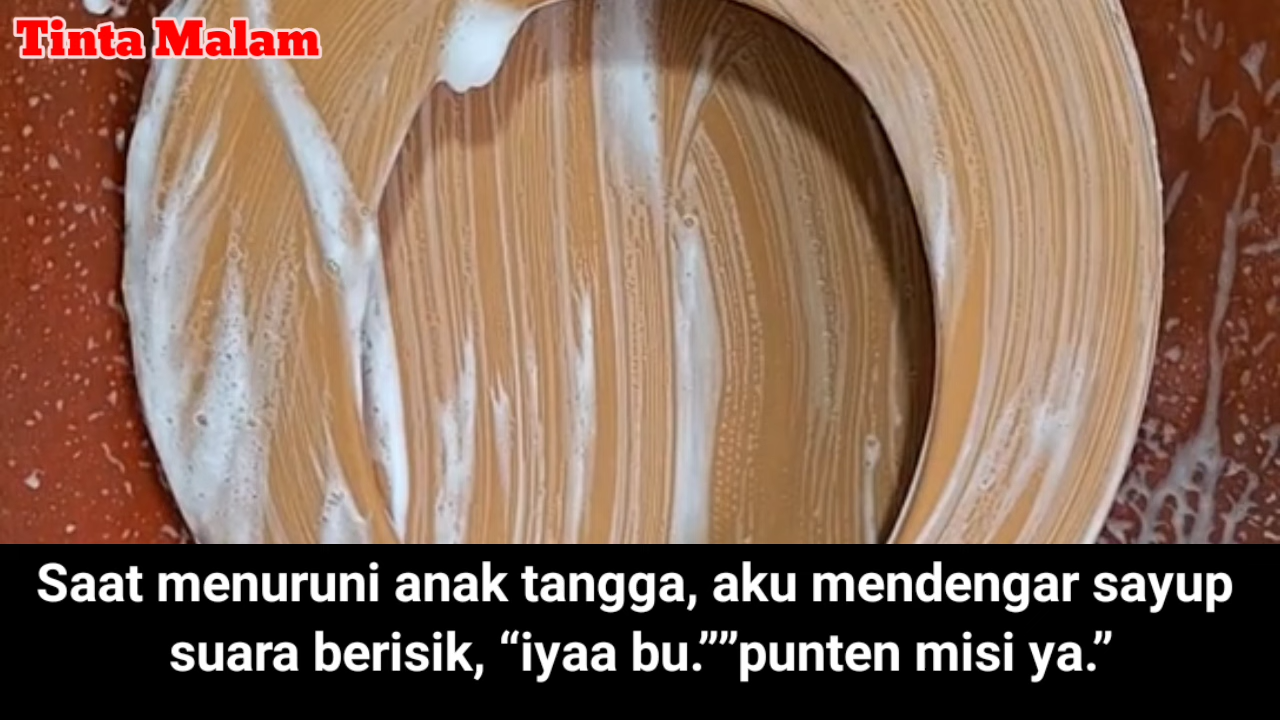 Tinta Malam
Saat menuruni anak tangga, aku mendengar sayup
suara berisik, “iyaa bu.””punten misi ya.”